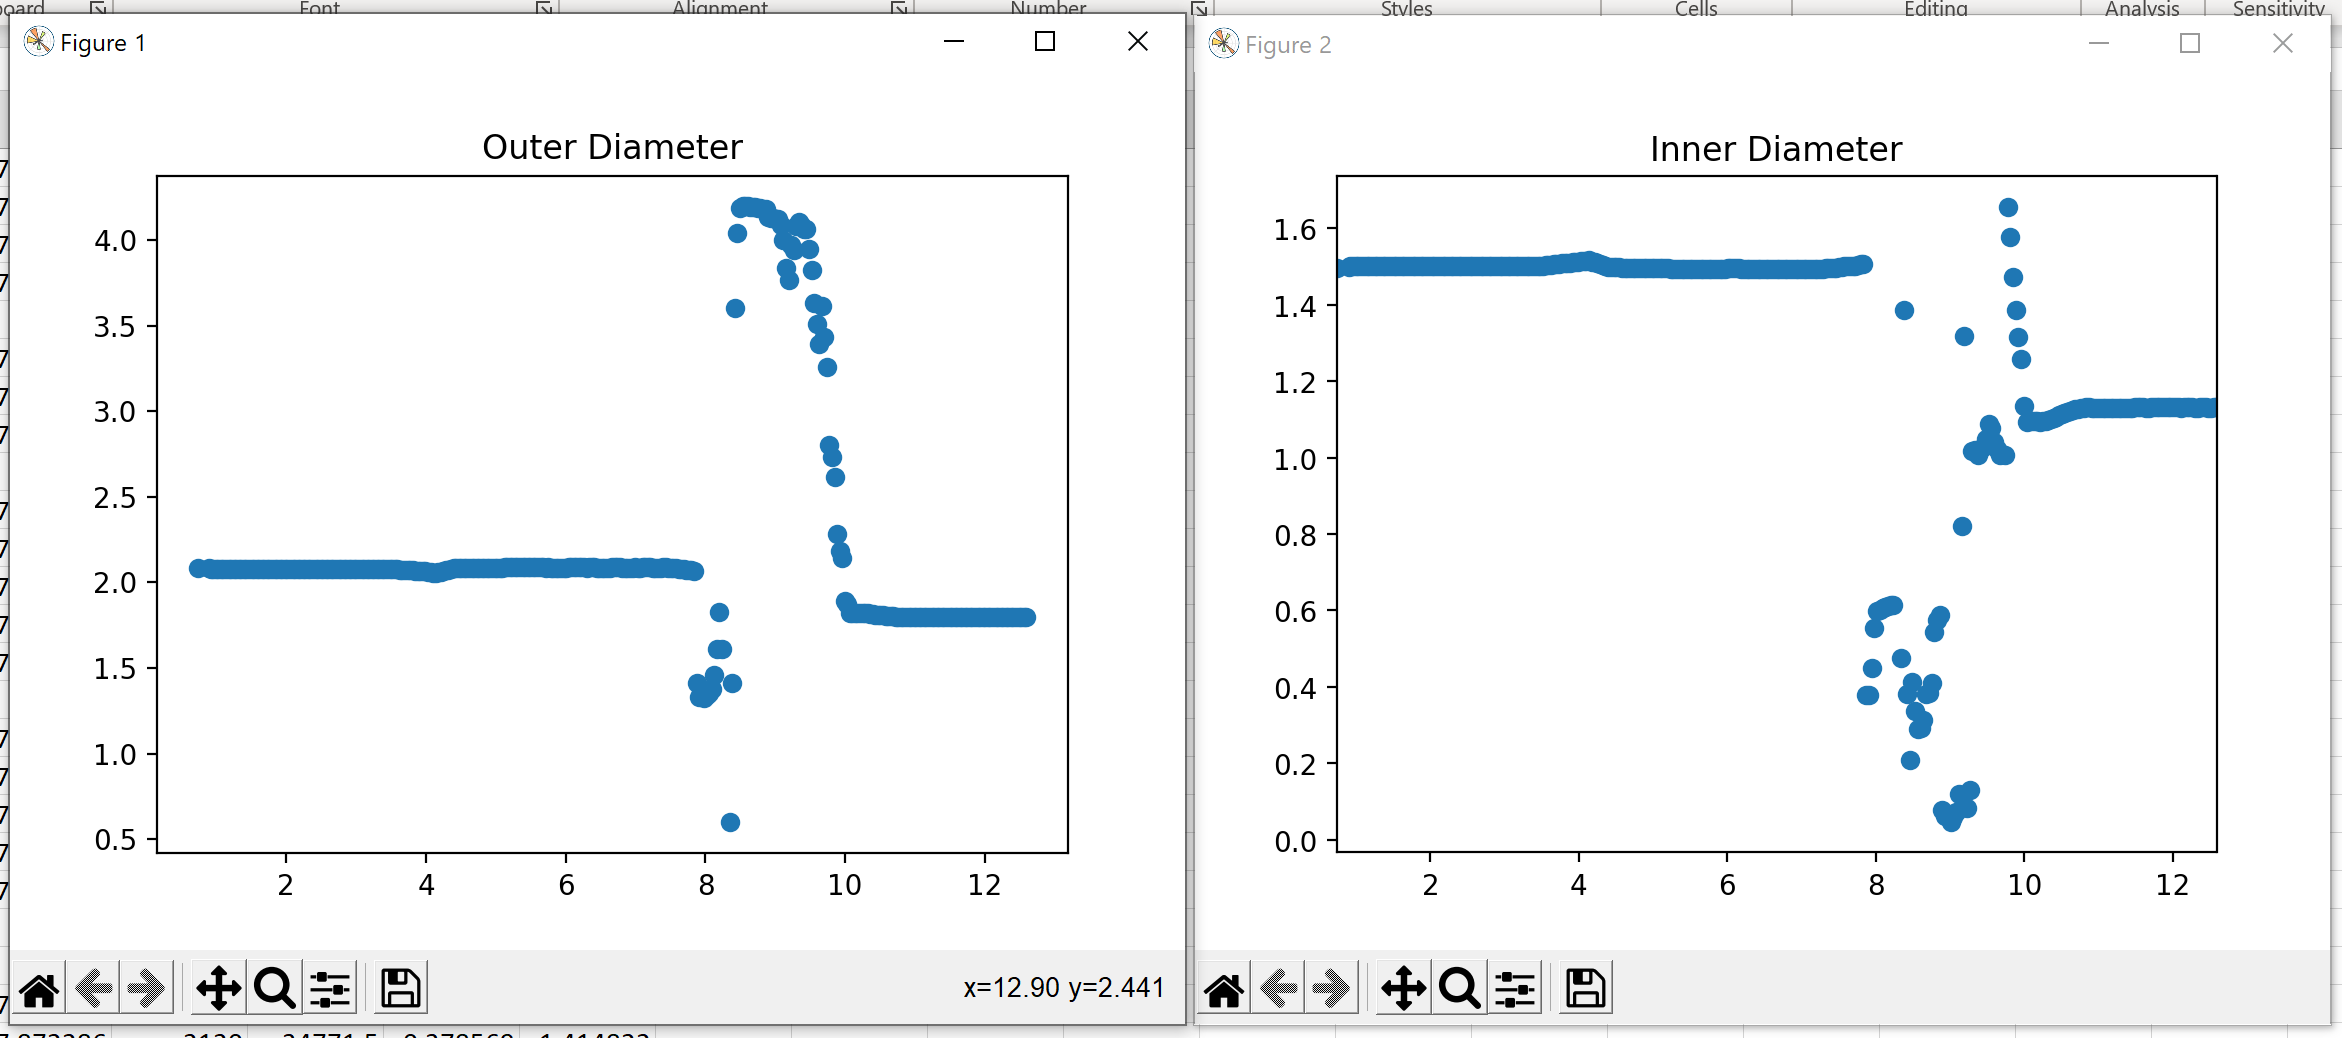 Font Alignment Number Styles Cells Editing Analysis Sensitivity
Figure 1
Outer Diameter
4.0
3.5
3.0
2.5
2.0
1.5
1.0
0.5
2 4 6 8 10 12
x=12.90 y=2.441
Figure 2
Inner Diameter
1.6
1.4
1.2
1.0
0.8
0.6
0.4
0.2
0.0
2 4 6 8 10 12